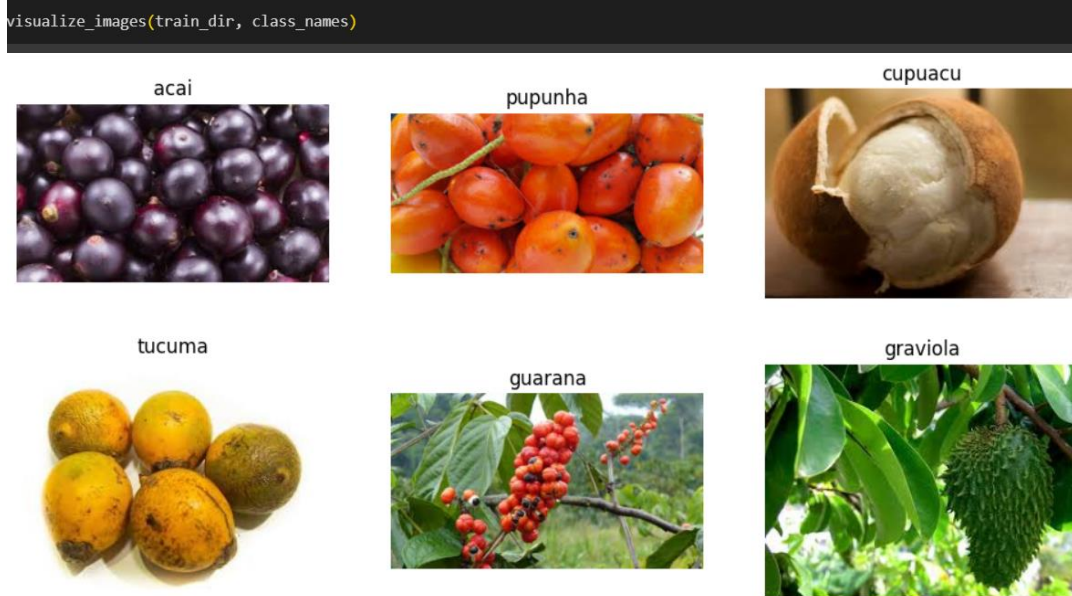 visualize_images(train_dir, class_names)
acai
pupunha
cupuacu
tucuma
guarana
graviola